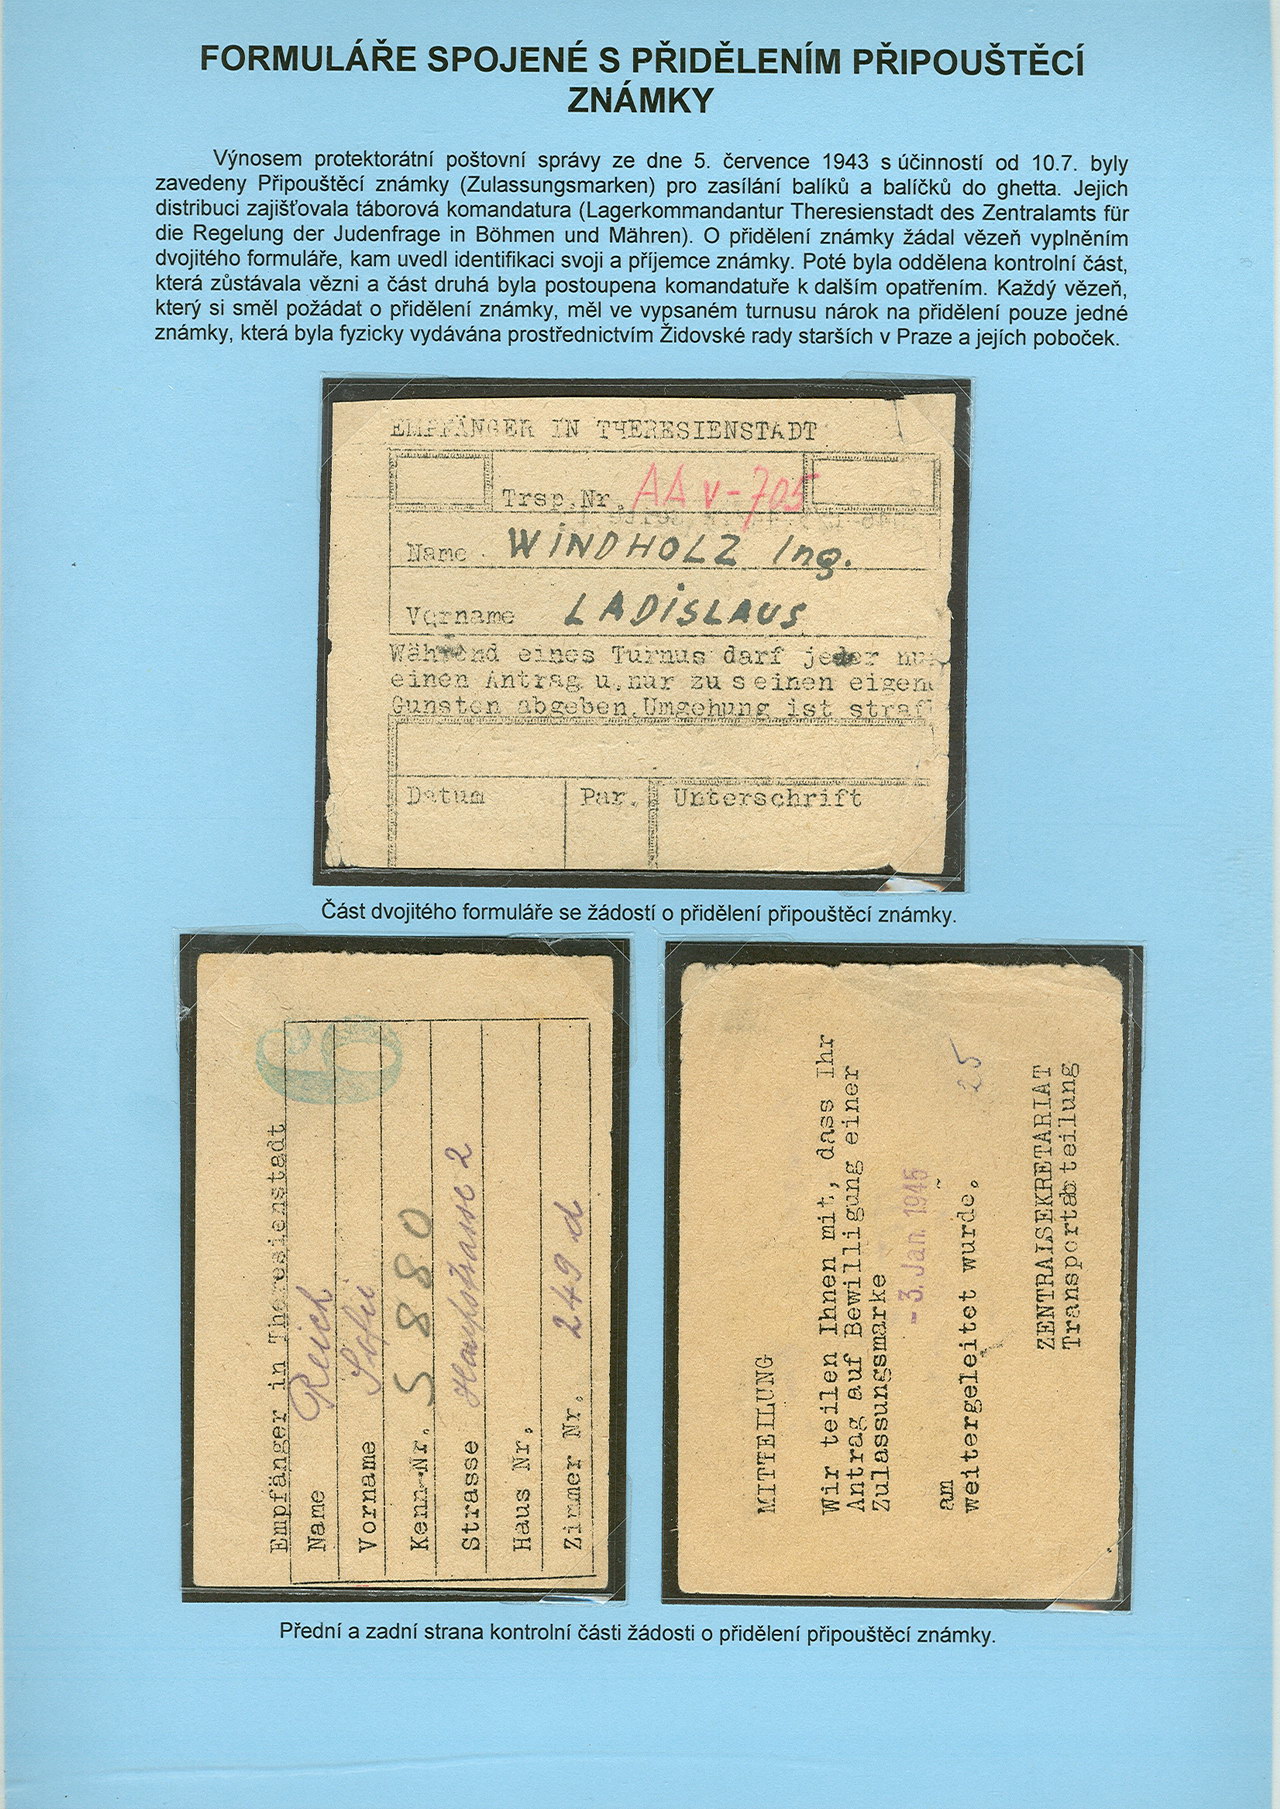 FORMULÁŘE SPOJENÉ S PŘIDĚLENÍM PŘIPOUŠTĚCÍ
ZNÁMKY
Výnosem protektorátní poštovní správy ze dne 5. července 1943 s účinností od 10.7. byly
zavedeny Připouštěcí známky (Zulassungsmarken) pro zasílání balíků a balíčků do ghetta. Jejich
distribuci zajišťovala táborová komandatura (Lagerkommandantur Theresienstadt des Zentralamts für
die Regelung der Judenfrage in Böhmen und Mähren). O přidělení známky žádal vězeň vyplněním
dvojitého formuláře, kam uvedl identifikaci svoji a příjemce známky. Poté byla oddělena kontrolní část,
která zůstávala vězni a část druhá byla postoupena komandatuře k dalším opatřením. Každý vězeň,
který si směl požádat o přidělení známky, měl ve vypsaném turnusu nárok na přidělení pouze jedné
známky, která byla fyzicky vydávána prostřednictvím Židovské rady starších v Praze a jejích poboček.
EMPFÄNGER IN THERESIENSTADT
Trsp.Nr. AA v-705
Name WINDHOLZ Ing.
Vorname LADISLAUS
Während eines Turnus darf jeder nu
einen Antrag u.nur zu seinen eigen
Gunsten abgeben.Umgehung ist straf
Datum Par. Unterschrift
Část dvojitého formuláře se žádostí o přidělení připouštěcí známky.
Empfänger in Theresienstadt
Name Reich
Vorname Sofie
Kenn-Nr. 5 880
Strasse Hauptstrasse 2
Haus Nr.
Zimmer Nr. 249 d
MITTEILUNG
Wir teilen Ihnen mit, dass Ihr
Antrag auf Bewilligung einer
Zulassungsmarke
- 3. Jan. 1945
am
weitergeleitet wurde.
25
ZENTRALSEKRETARIAT
Transportabteilung
Přední a zadní strana kontrolní části žádosti o přidělení připouštěcí známky.